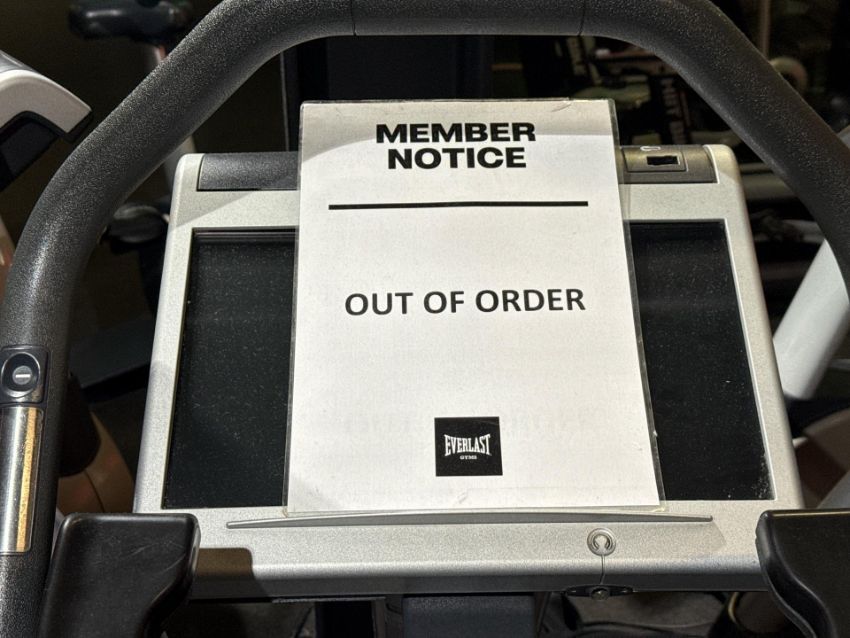 MEMBER
NOTICE
OUT OF ORDER
EVERLAST
GYMS